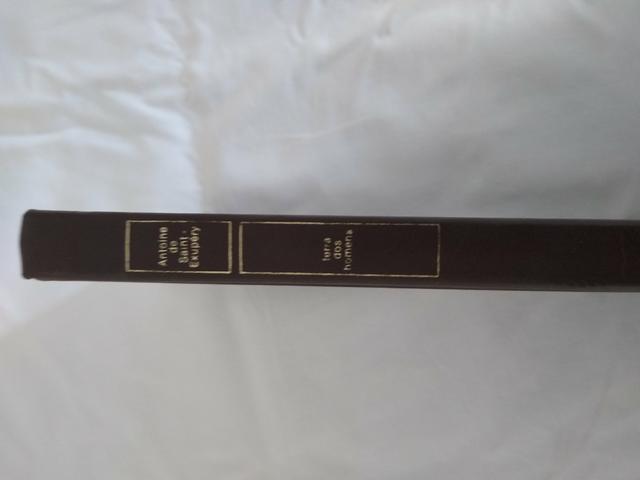 Antoine
de
Saint-
Exupéry
terra
dos
homens